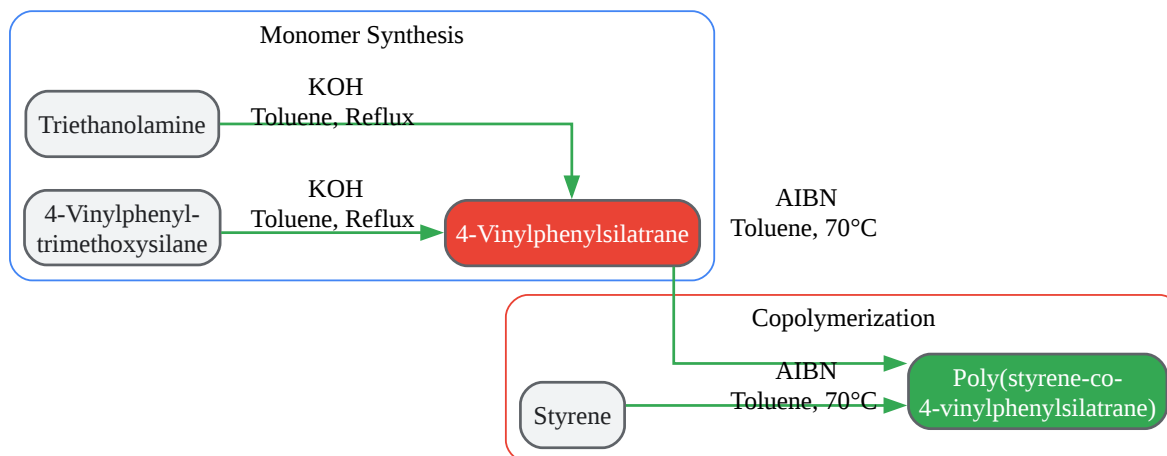 Monomer Synthesis
KOH
Toluene, Reflux
Triethanolamine
KOH
Toluene, Reflux
4-Vinylphenyl-
trimethoxysilane
4-Vinylphenylsilatrane
AIBN
Toluene, 70°C
Copolymerization
AIBN
Toluene, 70°C
Styrene
Poly(styrene-co-
4-vinylphenylsilatrane)